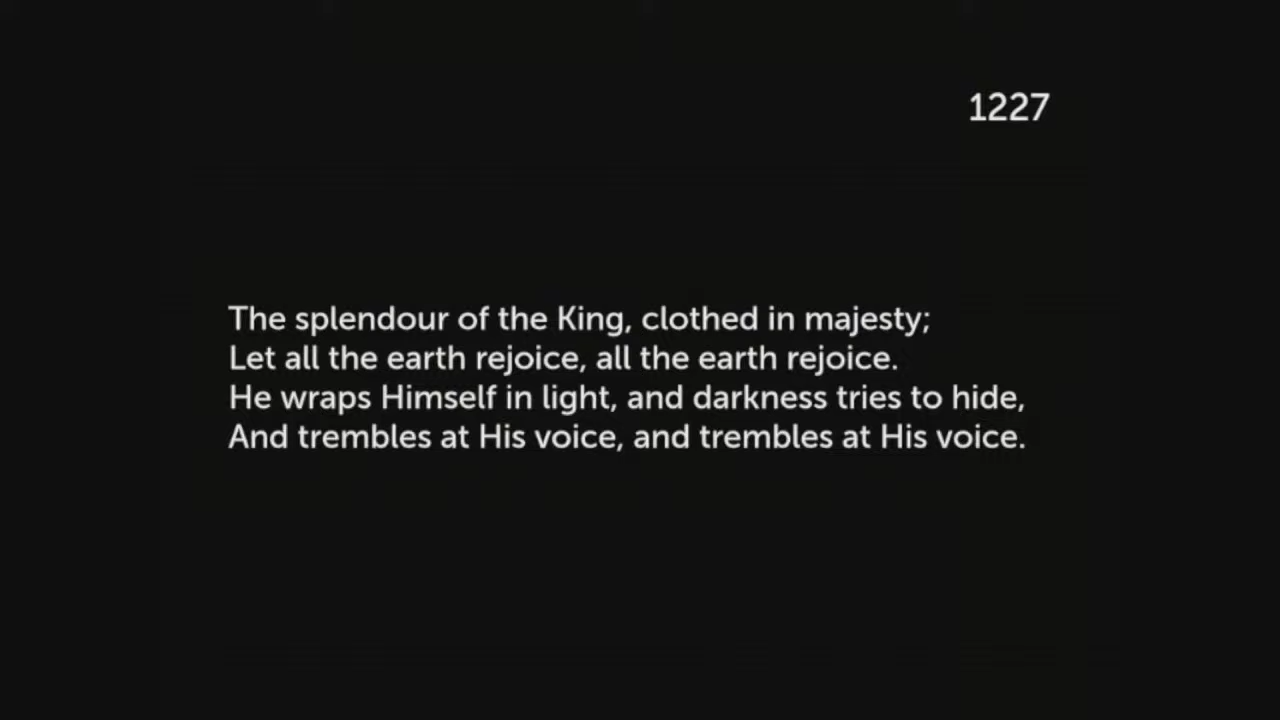 1227
The splendour of the King, clothed in majesty;
Let all the earth rejoice, all the earth rejoice.
He wraps Himself in light, and darkness tries to hide,
And trembles at His voice, and trembles at His voice.